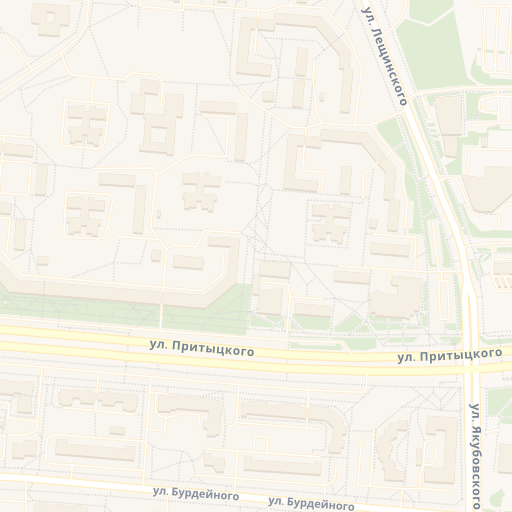 ул. Лещинского
ул. Притыцкого
ул. Притыцкого
ул. Якубовского
ул. Бурдейного
ул. Бурдейного